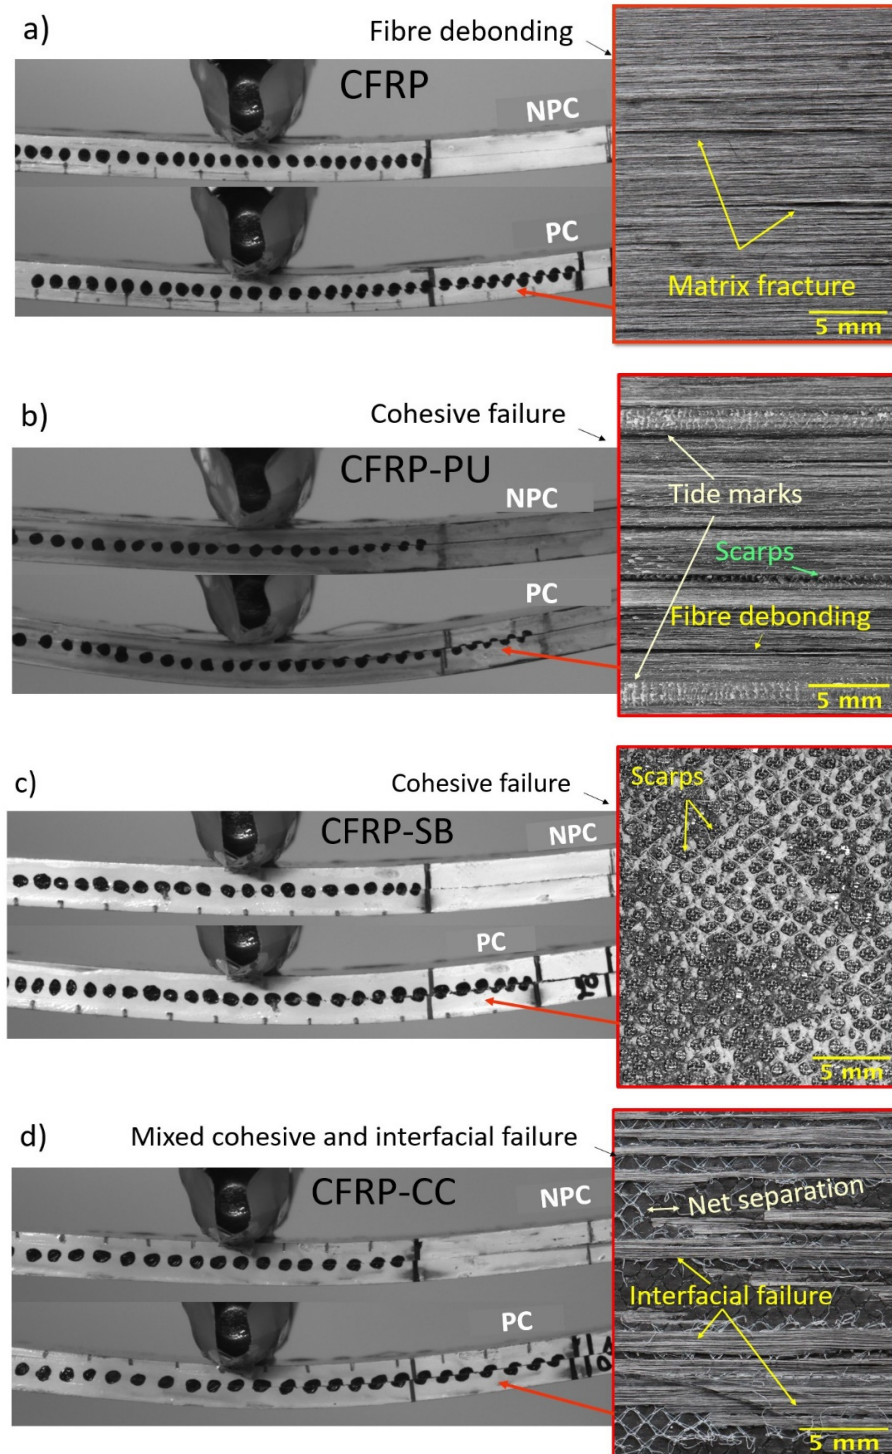 a)
Fibre debonding
CFRP
NPC
PC
Matrix fracture
5 mm
b)
Cohesive failure
CFRP-PU
NPC
PC
Tide marks
Scarps
Fibre debonding
5 mm
c)
Cohesive failure
CFRP-SB
NPC
PC
Scarps
5 mm
d)
Mixed cohesive and interfacial failure
CFRP-CC
NPC
PC
Net separation
Interfacial failure
5 mm